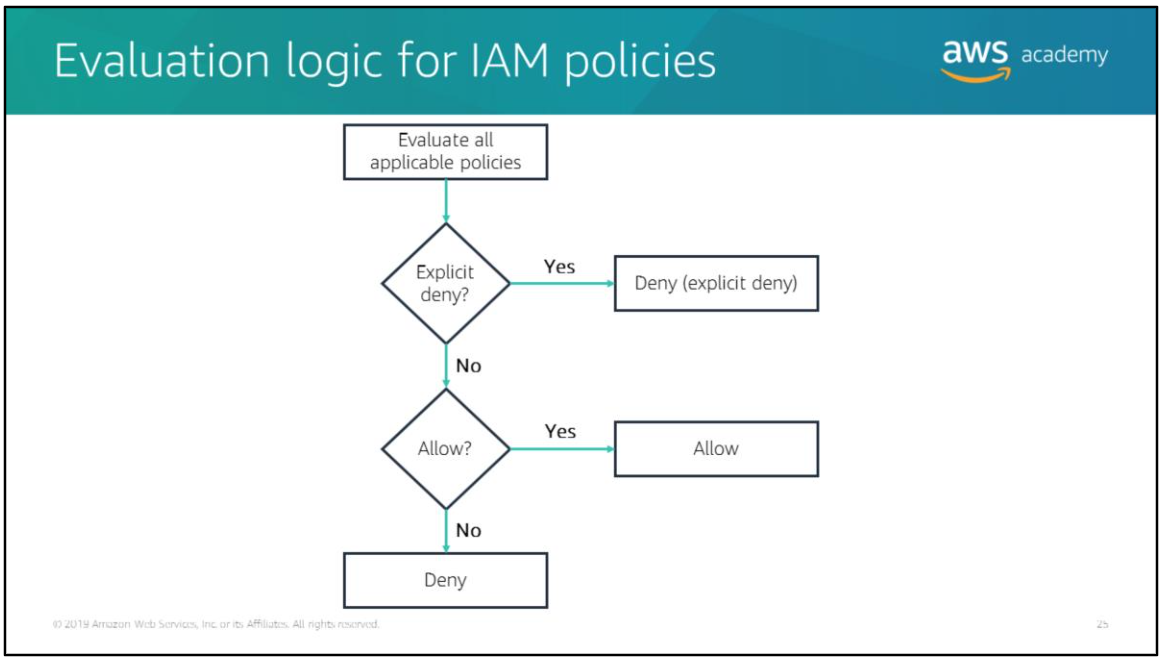 Evaluation logic for IAM policies
aws academy
Evaluate all
applicable policies
Explicit
deny?
Yes
Deny (explicit deny)
No
Allow?
Yes
Allow
No
Deny
© 2019 Amazon Web Services, Inc. or its Affiliates. All rights reserved.
25